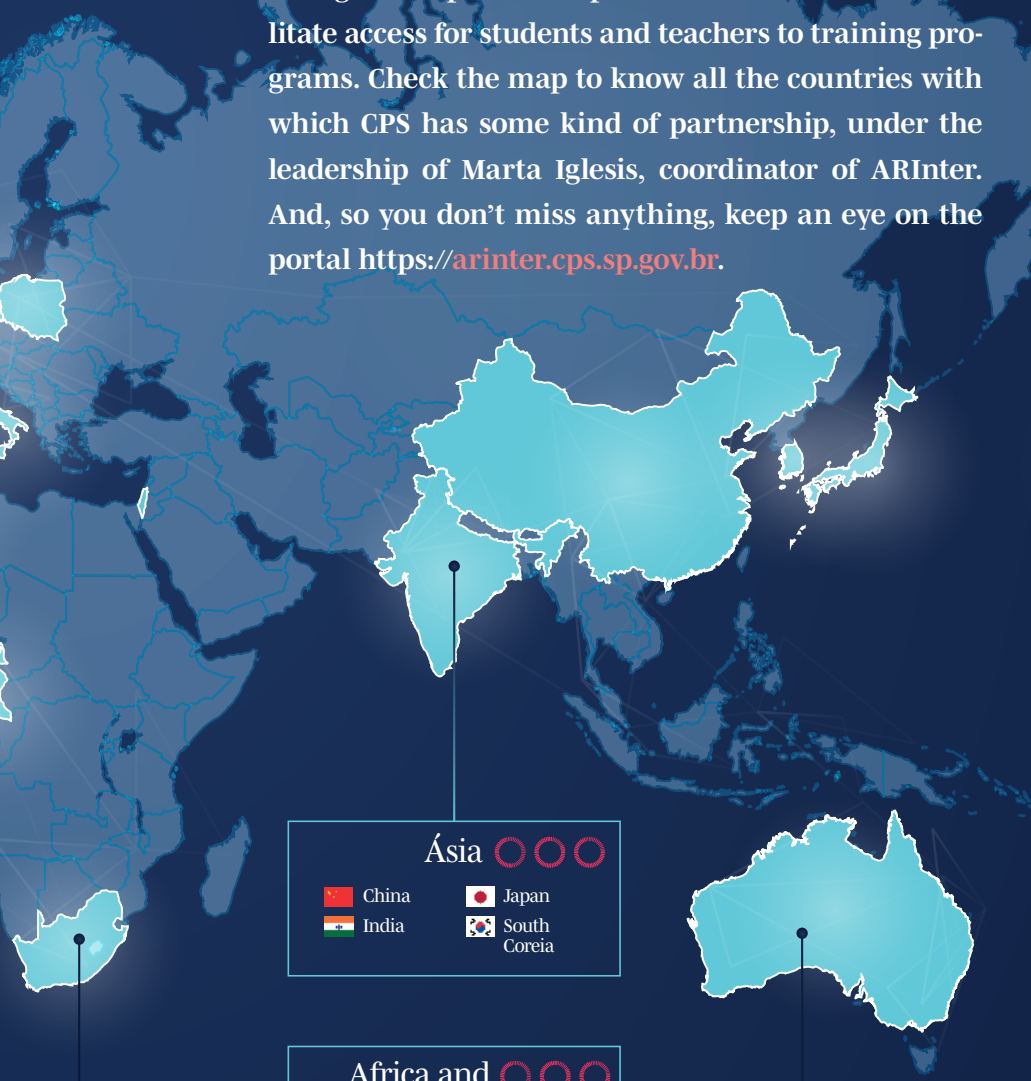 litate access for students and teachers to training pro-
grams. Check the map to know all the countries with
which CPS has some kind of partnership, under the
leadership of Marta Iglesis, coordinator of ARInter.
And, so you don’t miss anything, keep an eye on the
portal https://arinter.cps.sp.gov.br.
Ásia
China
India
Japan
South
Coreia
Africa and